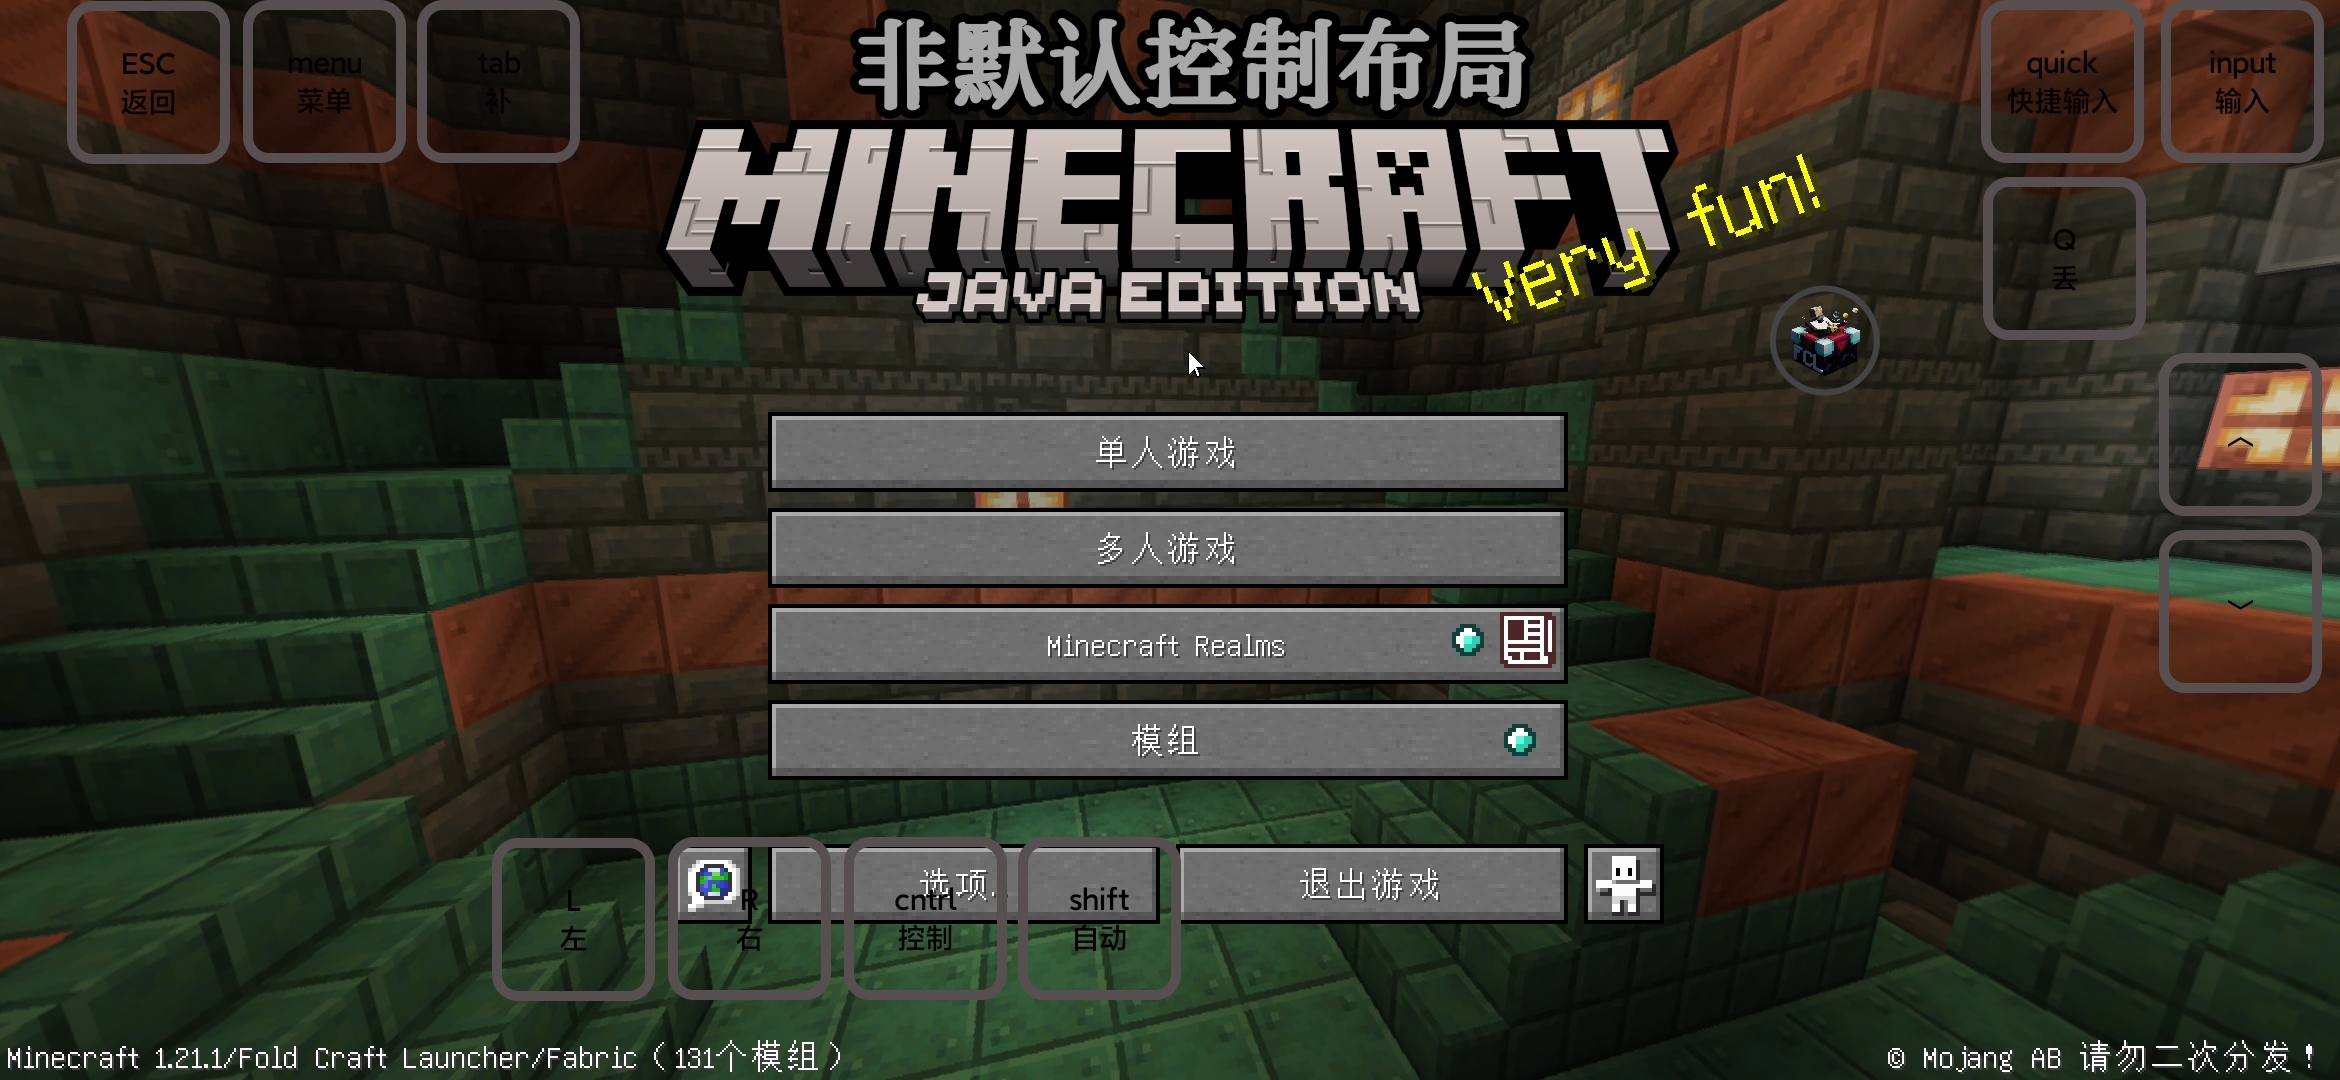 非默认控制布局
ESC
返回
menu
菜单
tab
补
quick
快捷输入
input
输入
MINECRAFT
JAVA EDITION
Very fun!
Q
丢
FCL
单人游戏
多人游戏
Minecraft Realms
模组
选项.
退出游戏
L
左
R
右
cntrl
控制
shift
自动
Minecraft 1.21.1/Fold Craft Launcher/Fabric（131个模组）
© Mojang AB 请勿二次分发！